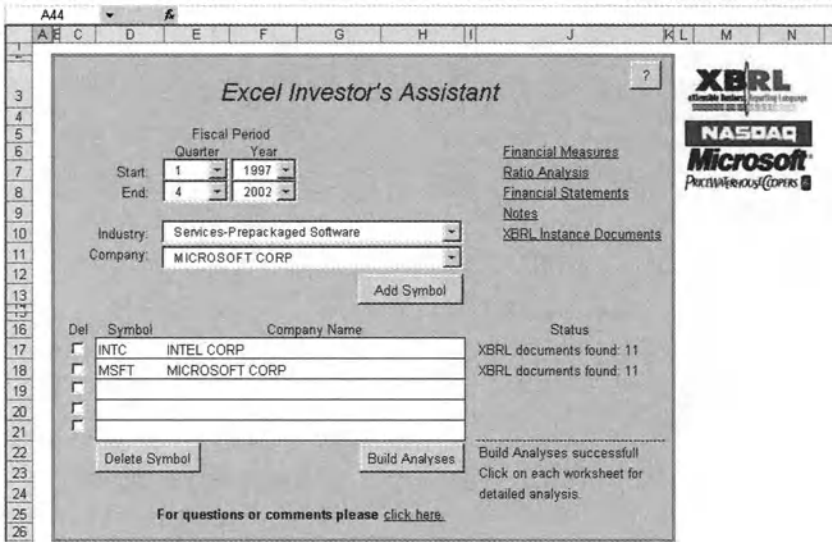 A44 fx
A E C D E F G H I J K L M N
1
3
4
5
6
7
8
9
10
11
12
13
16
17
18
19
20
21
22
23
24
25
26
Excel Investor's Assistant
?
Fiscal Period
Quarter Year
Start: 1 1997
End: 4 2002
Industry: Services-Prepackaged Software
Company: MICROSOFT CORP
Add Symbol
Financial Measures
Ratio Analysis
Financial Statements
Notes
XBRL Instance Documents
XBRL
eXtensible Business Reporting Language
NASDAQ
Microsoft
PRICEWATERHOUSECOOPERS
Del Symbol Company Name Status
INTC INTEL CORP XBRL documents found: 11
MSFT MICROSOFT CORP XBRL documents found: 11
Delete Symbol
Build Analyses
Build Analyses successful!
Click on each worksheet for
detailed analysis.
For questions or comments please click here.